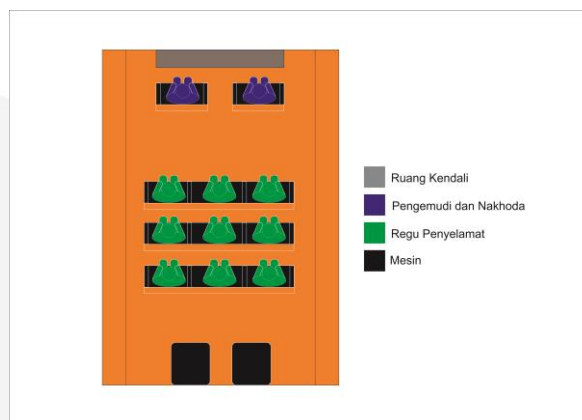 Ruang Kendali
Pengemudi dan Nakhoda
Regu Penyelamat
Mesin